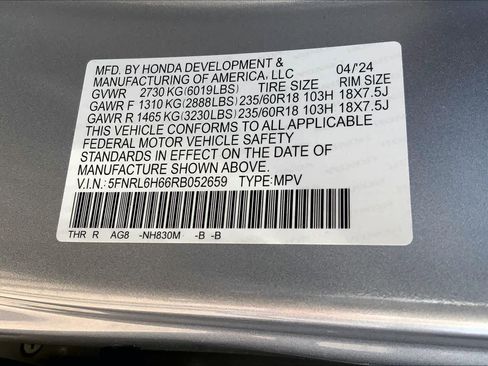 MFD. BY HONDA DEVELOPMENT & 04/'24
MANUFACTURING OF AMERICA, LLC
GVWR 2730 KG(6019LBS) TIRE SIZE RIM SIZE
GAWR F 1310 KG(2888LBS) 235/60R18 103H 18X7.5J
GAWR R 1465 KG(3230LBS) 235/60R18 103H 18X7.5J
THIS VEHICLE CONFORMS TO ALL APPLICABLE
FEDERAL MOTOR VEHICLE SAFETY
STANDARDS IN EFFECT ON THE DATE OF
MANUFACTURE SHOWN ABOVE.
V.I.N.:5FNRL6H66RB052659 TYPE:MPV
THR R AG8 -NH830M -B -B